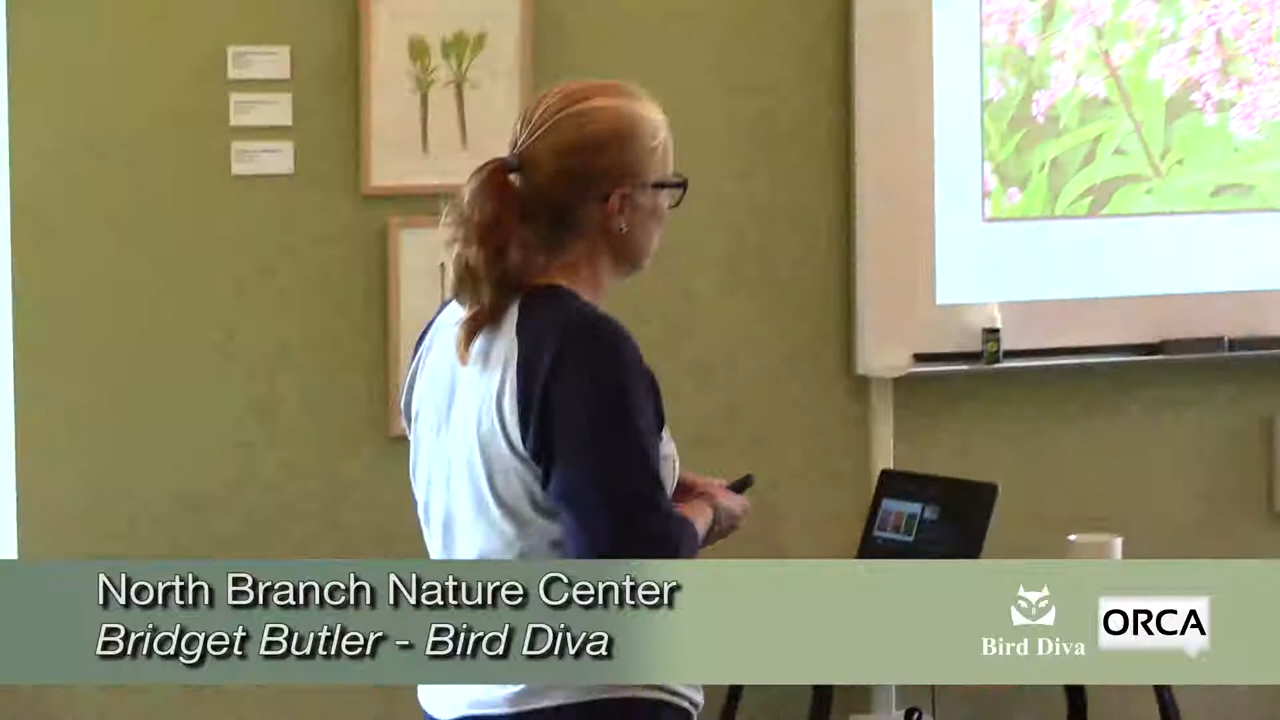 North Branch Nature Center
Bridget Butler - Bird Diva
Bird Diva
ORCA